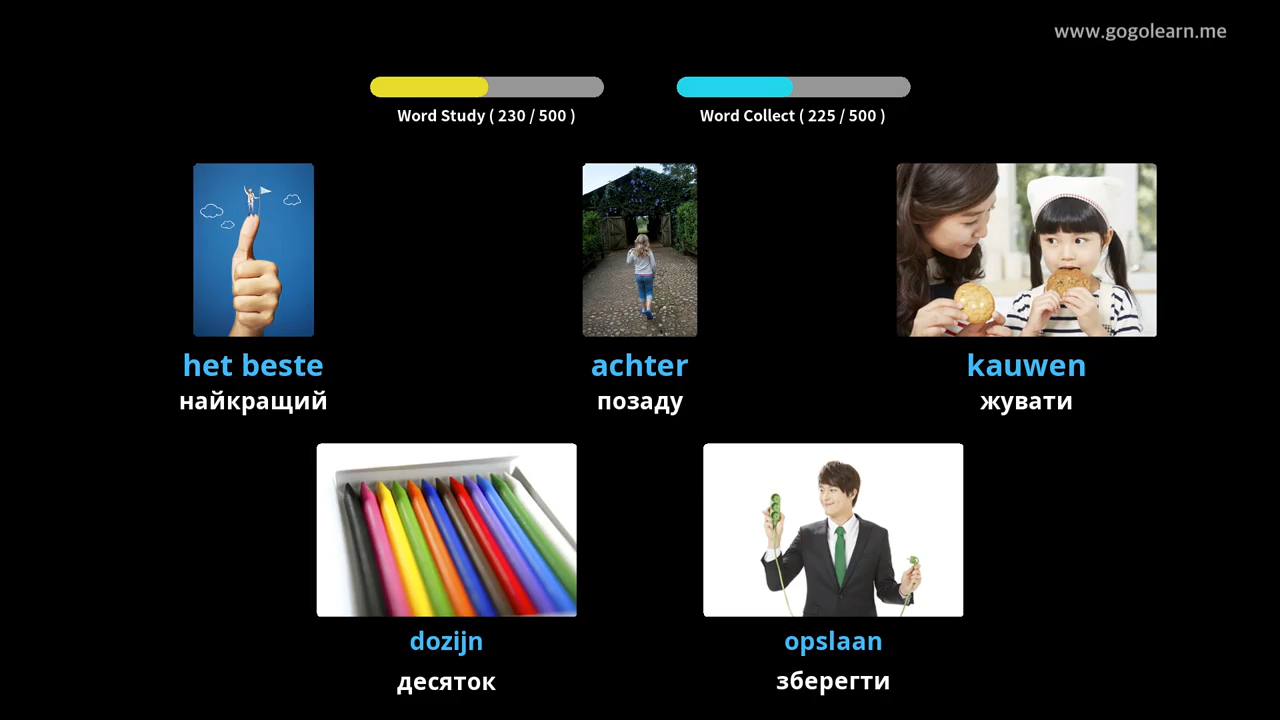 www.gogolearn.me
Word Study ( 230 / 500 )
Word Collect ( 225 / 500 )
het beste
найкращий
achter
позаду
kauwen
жувати
dozijn
десяток
opslaan
зберегти